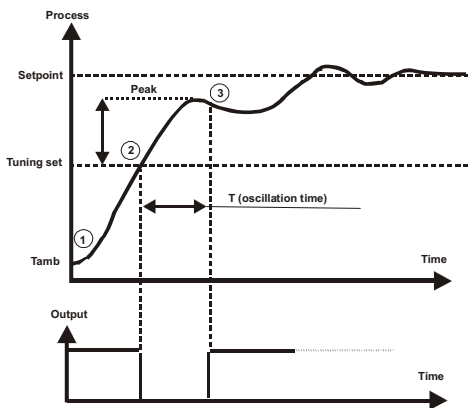 Process
Setpoint
Peak
3
2
Tuning set
T (oscillation time)
1
Tamb
Time
Output
Time